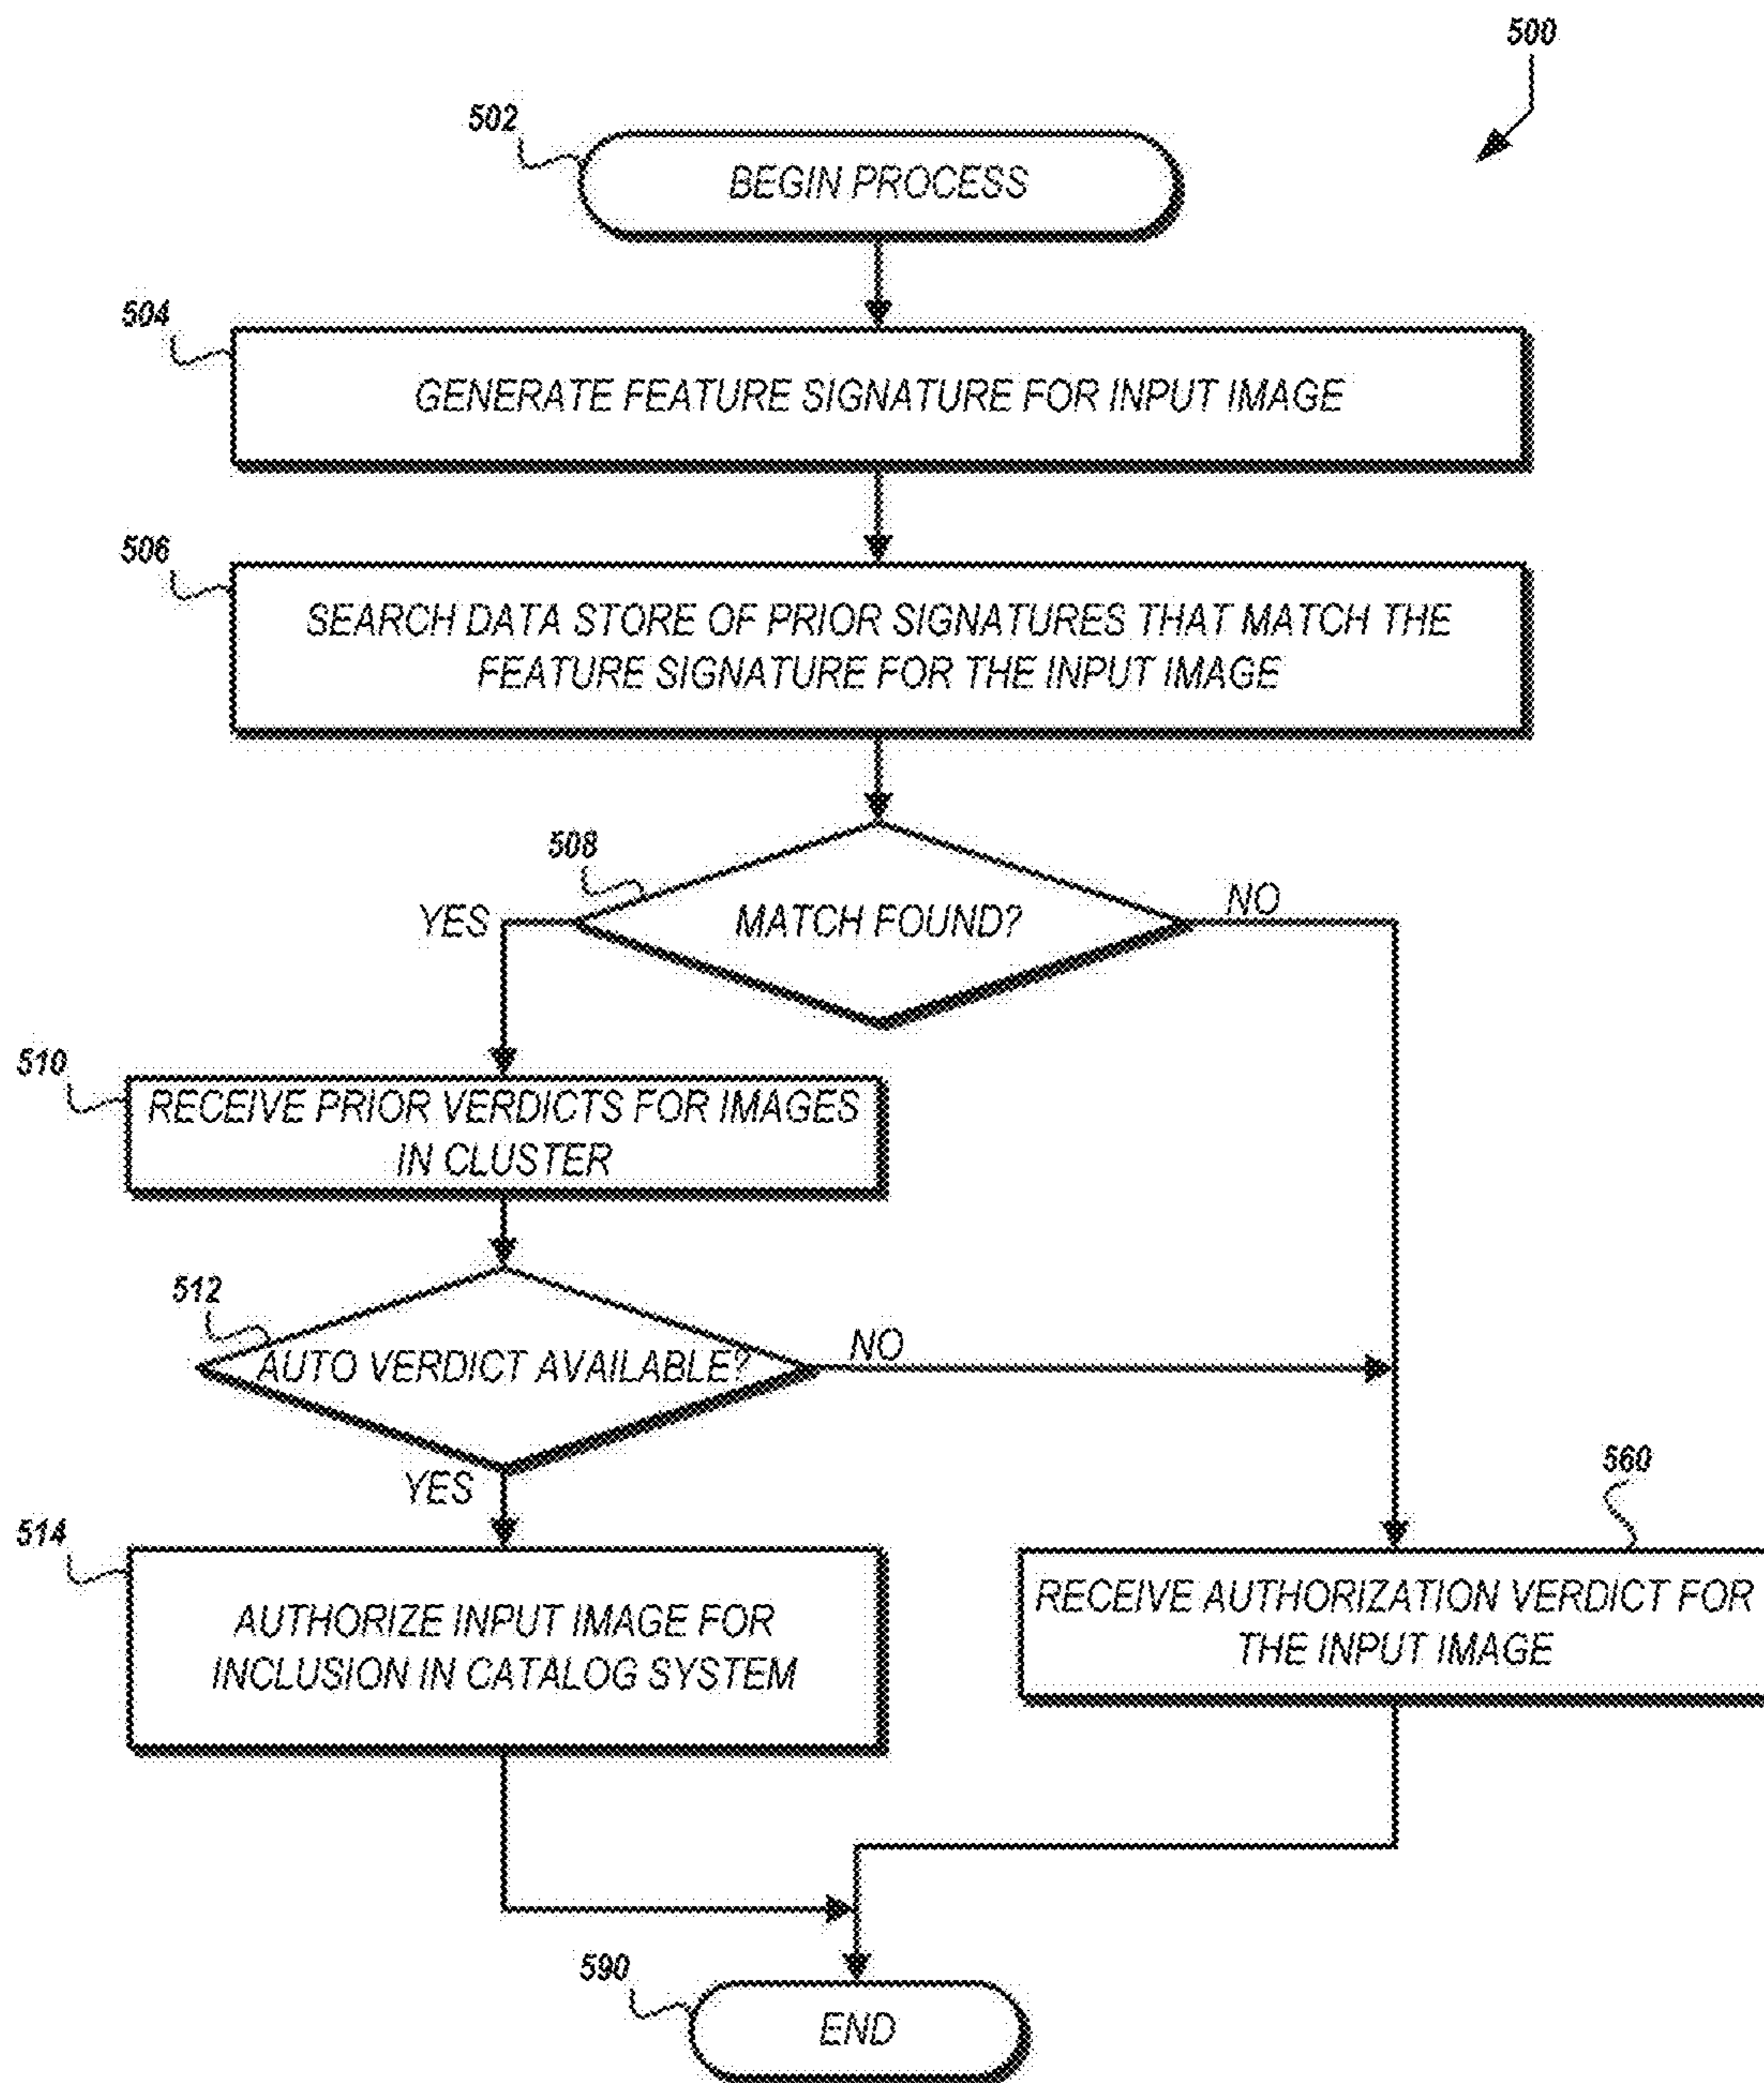 500
502
BEGIN PROCESS
504
GENERATE FEATURE SIGNATURE FOR INPUT IMAGE
506
SEARCH DATA STORE OF PRIOR SIGNATURES THAT MATCH THE
FEATURE SIGNATURE FOR THE INPUT IMAGE
508
YES
MATCH FOUND?
NO
510
RECEIVE PRIOR VERDICTS FOR IMAGES
IN CLUSTER
512
AUTO VERDICT AVAILABLE?
NO
YES
560
514
AUTHORIZE INPUT IMAGE FOR
INCLUSION IN CATALOG SYSTEM
RECEIVE AUTHORIZATION VERDICT FOR
THE INPUT IMAGE
590
END